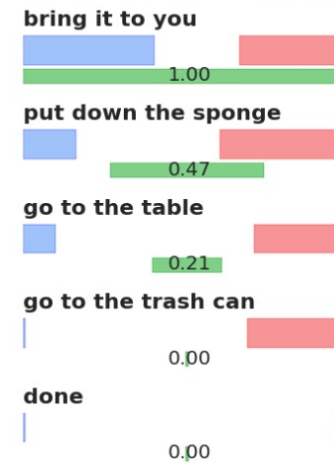 bring it to you
1.00
put down the sponge
0.47
go to the table
0.21
go to the trash can
0.00
done
0.00